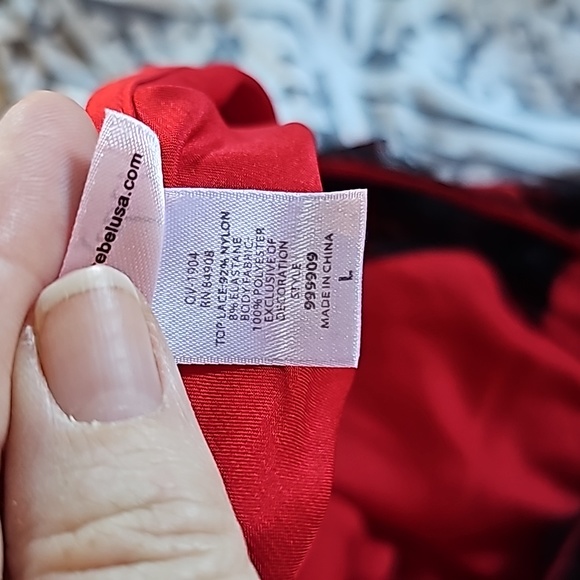 ebelusa.com
OV-1904
RN 84908
TOP LACE:92% NYLON
8% ELASTANE
BODY FABRIC:
100% POLYESTER
EXCLUSIVE OF
DECORATION
STYLE
999909
MADE IN CHINA
L